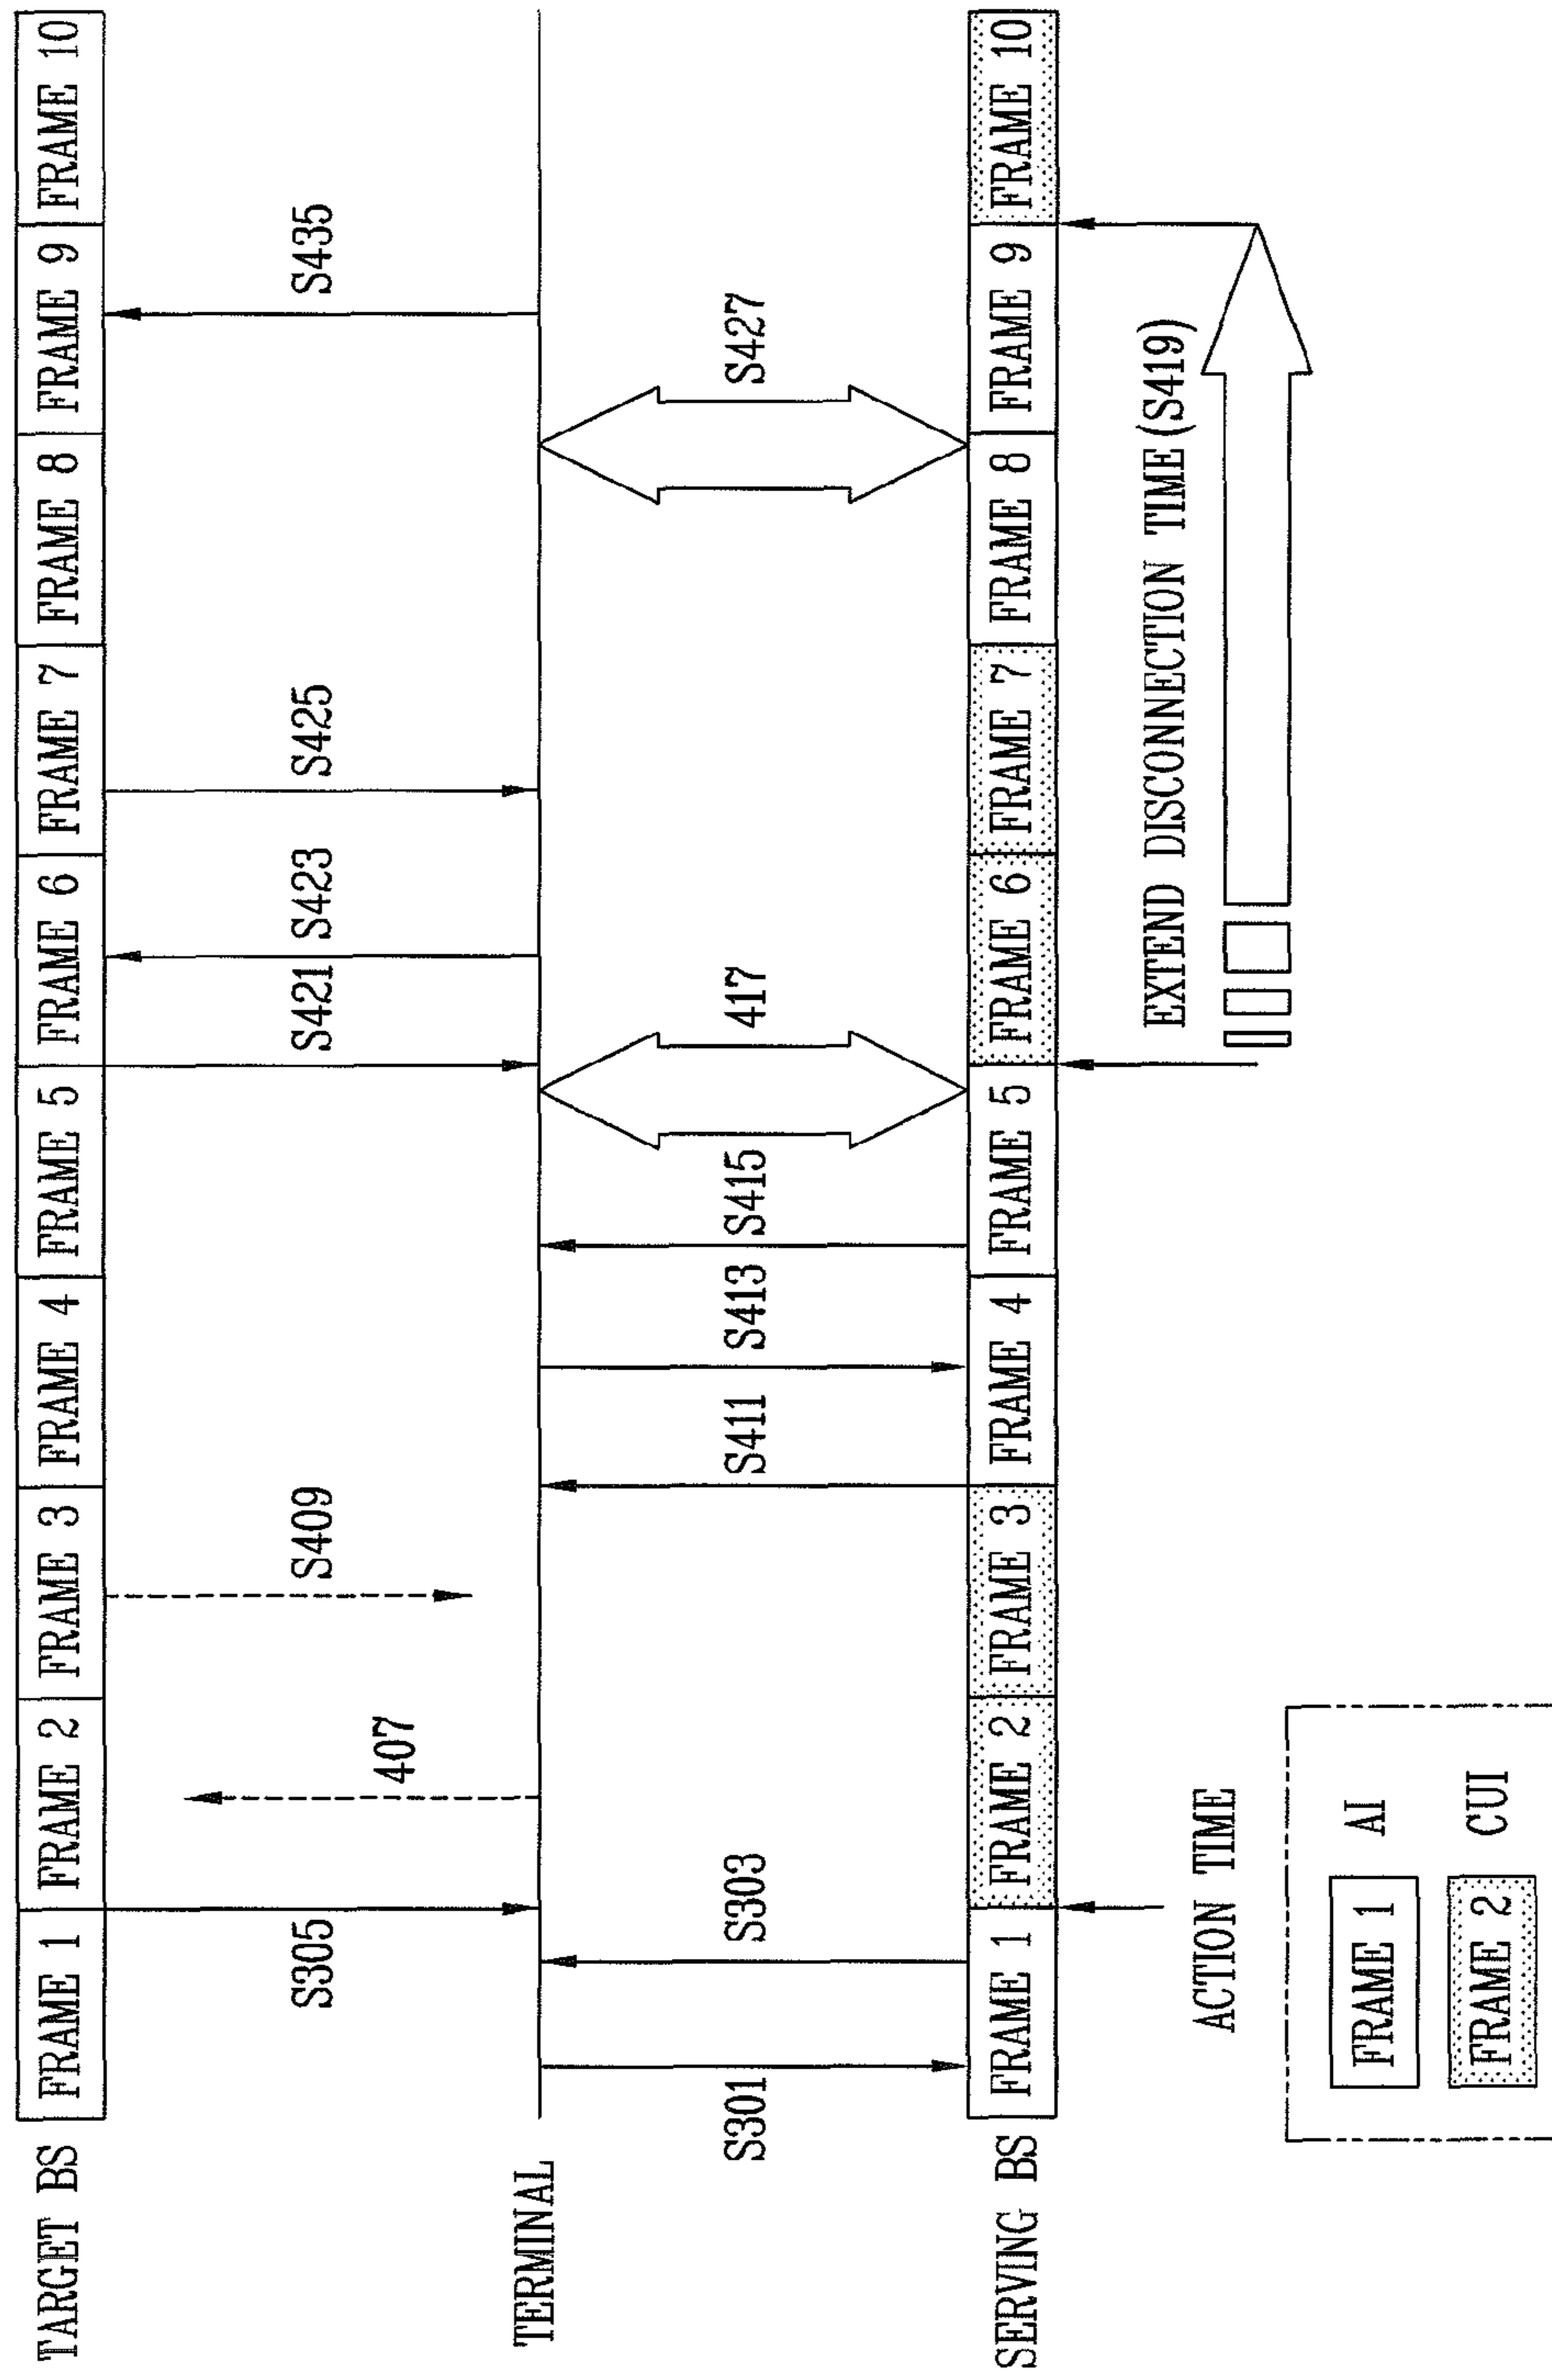 TARGET BS
FRAME 1
FRAME 2
FRAME 3
FRAME 4
FRAME 5
FRAME 6
FRAME 7
FRAME 8
FRAME 9
FRAME 10
S305
407
S409
S421
S423
S425
S435
TERMINAL
S301
S303
S411
S413
S415
417
S427
SERVING BS
FRAME 1
FRAME 2
FRAME 3
FRAME 4
FRAME 5
FRAME 6
FRAME 7
FRAME 8
FRAME 9
FRAME 10
ACTION TIME
EXTEND DISCONNECTION TIME(S419)
FRAME 1 AI
FRAME 2 CUI